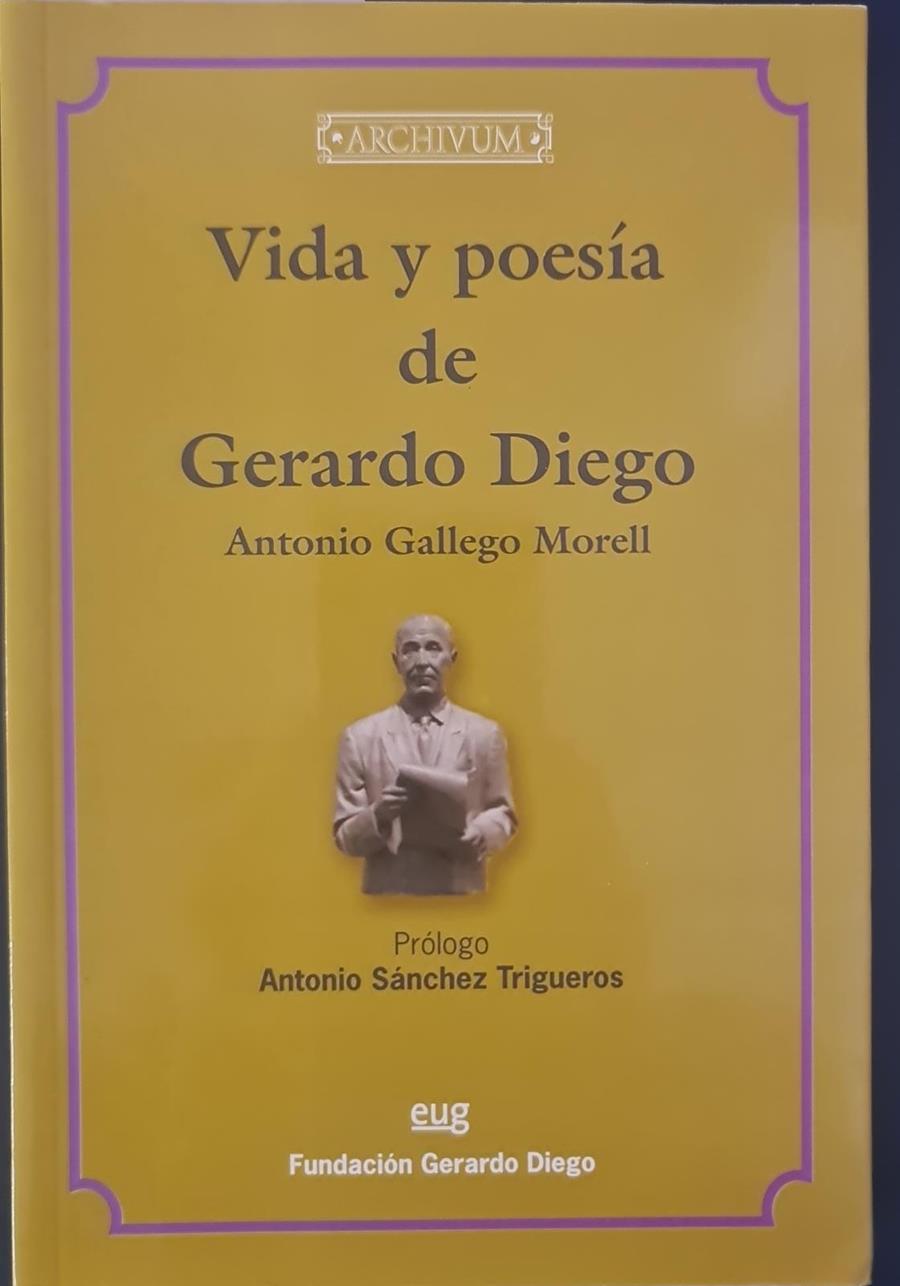 ARCHIVUM
Vida y poesía
de
Gerardo Diego
Antonio Gallego Morell
Prólogo
Antonio Sánchez Trigueros
eug
Fundación Gerardo Diego